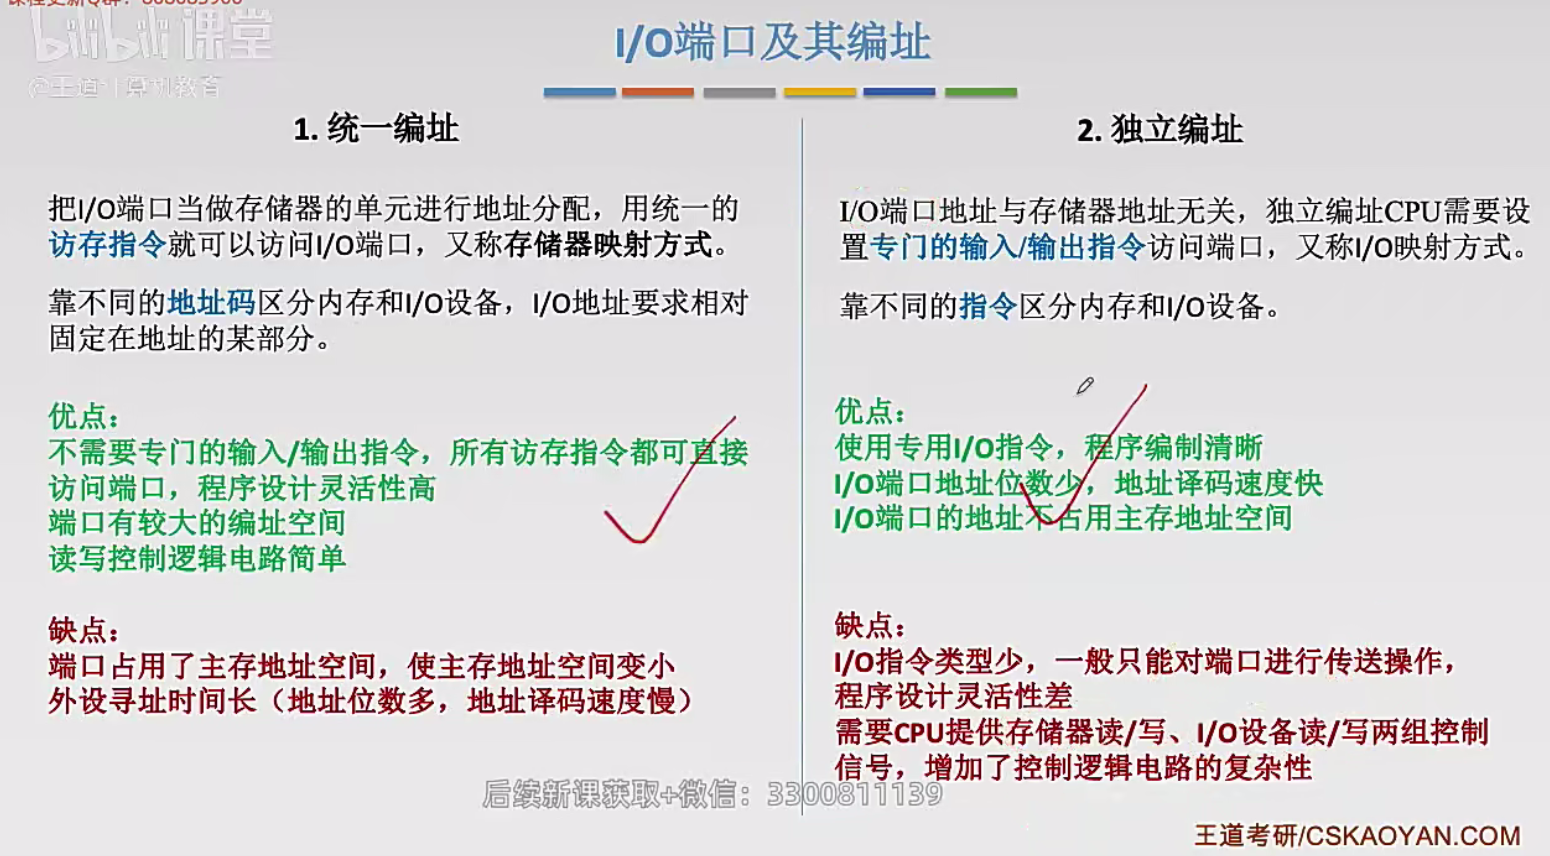 I/O端口及其编址
bilibili课堂
@王道计算机教育
1. 统一编址
把I/O端口当做存储器的单元进行地址分配，用统一的
访存指令就可以访问I/O端口，又称存储器映射方式。
靠不同的地址码区分内存和I/O设备，I/O地址要求相对
固定在地址的某部分。
优点：
不需要专门的输入/输出指令，所有访存指令都可直接
访问端口，程序设计灵活性高
端口有较大的编址空间
读写控制逻辑电路简单
缺点：
端口占用了主存地址空间，使主存地址空间变小
外设寻址时间长（地址位数多，地址译码速度慢）
2. 独立编址
I/O端口地址与存储器地址无关，独立编址CPU需要设
置专门的输入/输出指令访问端口，又称I/O映射方式。
靠不同的指令区分内存和I/O设备。
优点：
使用专用I/O指令，程序编制清晰
I/O端口地址位数少，地址译码速度快
I/O端口的地址不占用主存地址空间
缺点：
I/O指令类型少，一般只能对端口进行传送操作，
程序设计灵活性差
需要CPU提供存储器读/写、I/O设备读/写两组控制
信号，增加了控制逻辑电路的复杂性
后续新课获取+微信：3300811139
王道考研/CSKAOYAN.COM